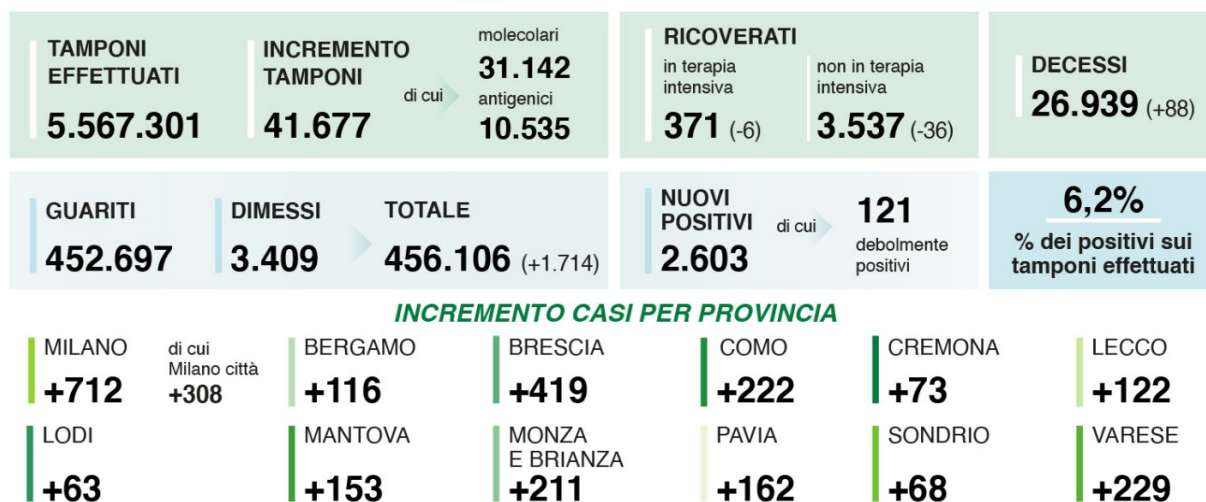 TAMPONI
EFFETTUATI
5.567.301
INCREMENTO
TAMPONI
41.677
di cui
molecolari
31.142
antigenici
10.535
RICOVERATI
in terapia
intensiva
371 (-6)
non in terapia
intensiva
3.537 (-36)
DECESSI
26.939 (+88)
GUARITI
452.697
DIMESSI
3.409
TOTALE
456.106 (+1.714)
NUOVI
POSITIVI
2.603
di cui
121
debolmente
positivi
6,2%
% dei positivi sui
tamponi effettuati
INCREMENTO CASI PER PROVINCIA
MILANO
+712
di cui
Milano città
+308
BERGAMO
+116
BRESCIA
+419
COMO
+222
CREMONA
+73
LECCO
+122
LODI
+63
MANTOVA
+153
MONZA
E BRIANZA
+211
PAVIA
+162
SONDRIO
+68
VARESE
+229